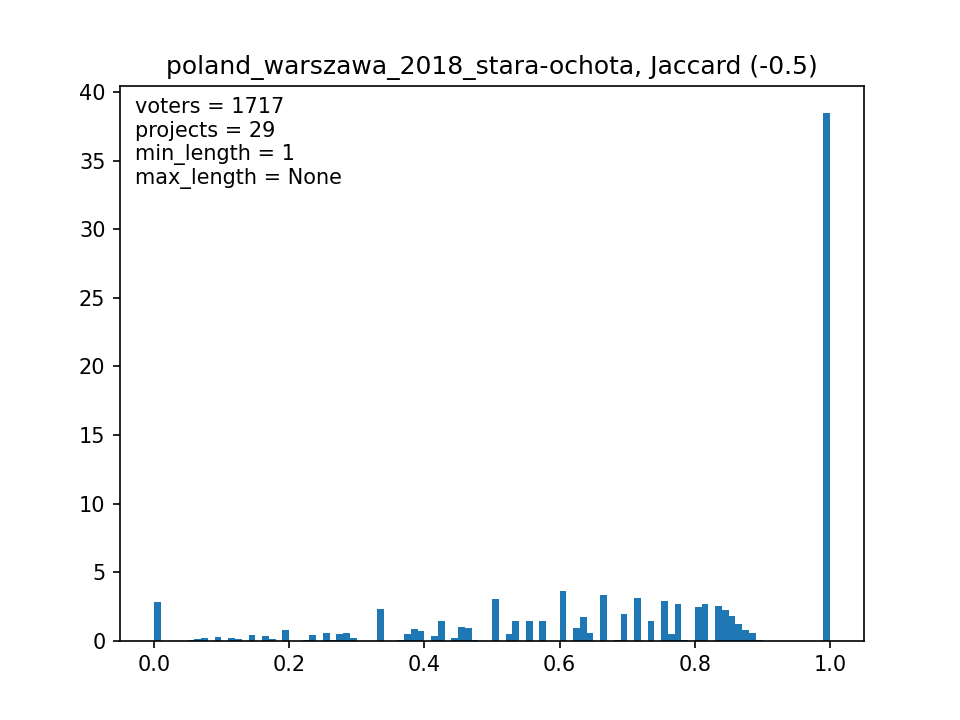 poland_warszawa_2018_stara-ochota, Jaccard (-0.5)
voters = 1717
projects = 29
min_length = 1
max_length = None
40
35
30
25
20
15
10
5
0
0.0 0.2 0.4 0.6 0.8 1.0